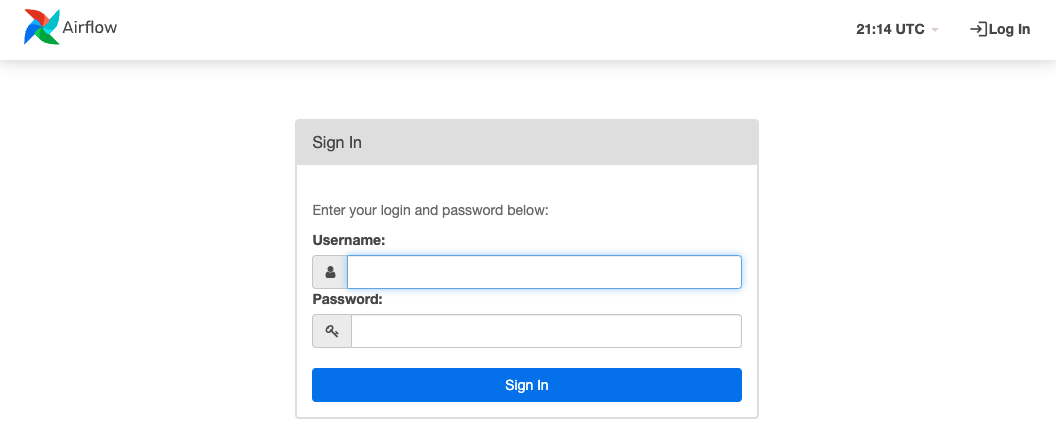 Airflow
21:14 UTC
Log In
Sign In
Enter your login and password below:
Username:
Password:
Sign In